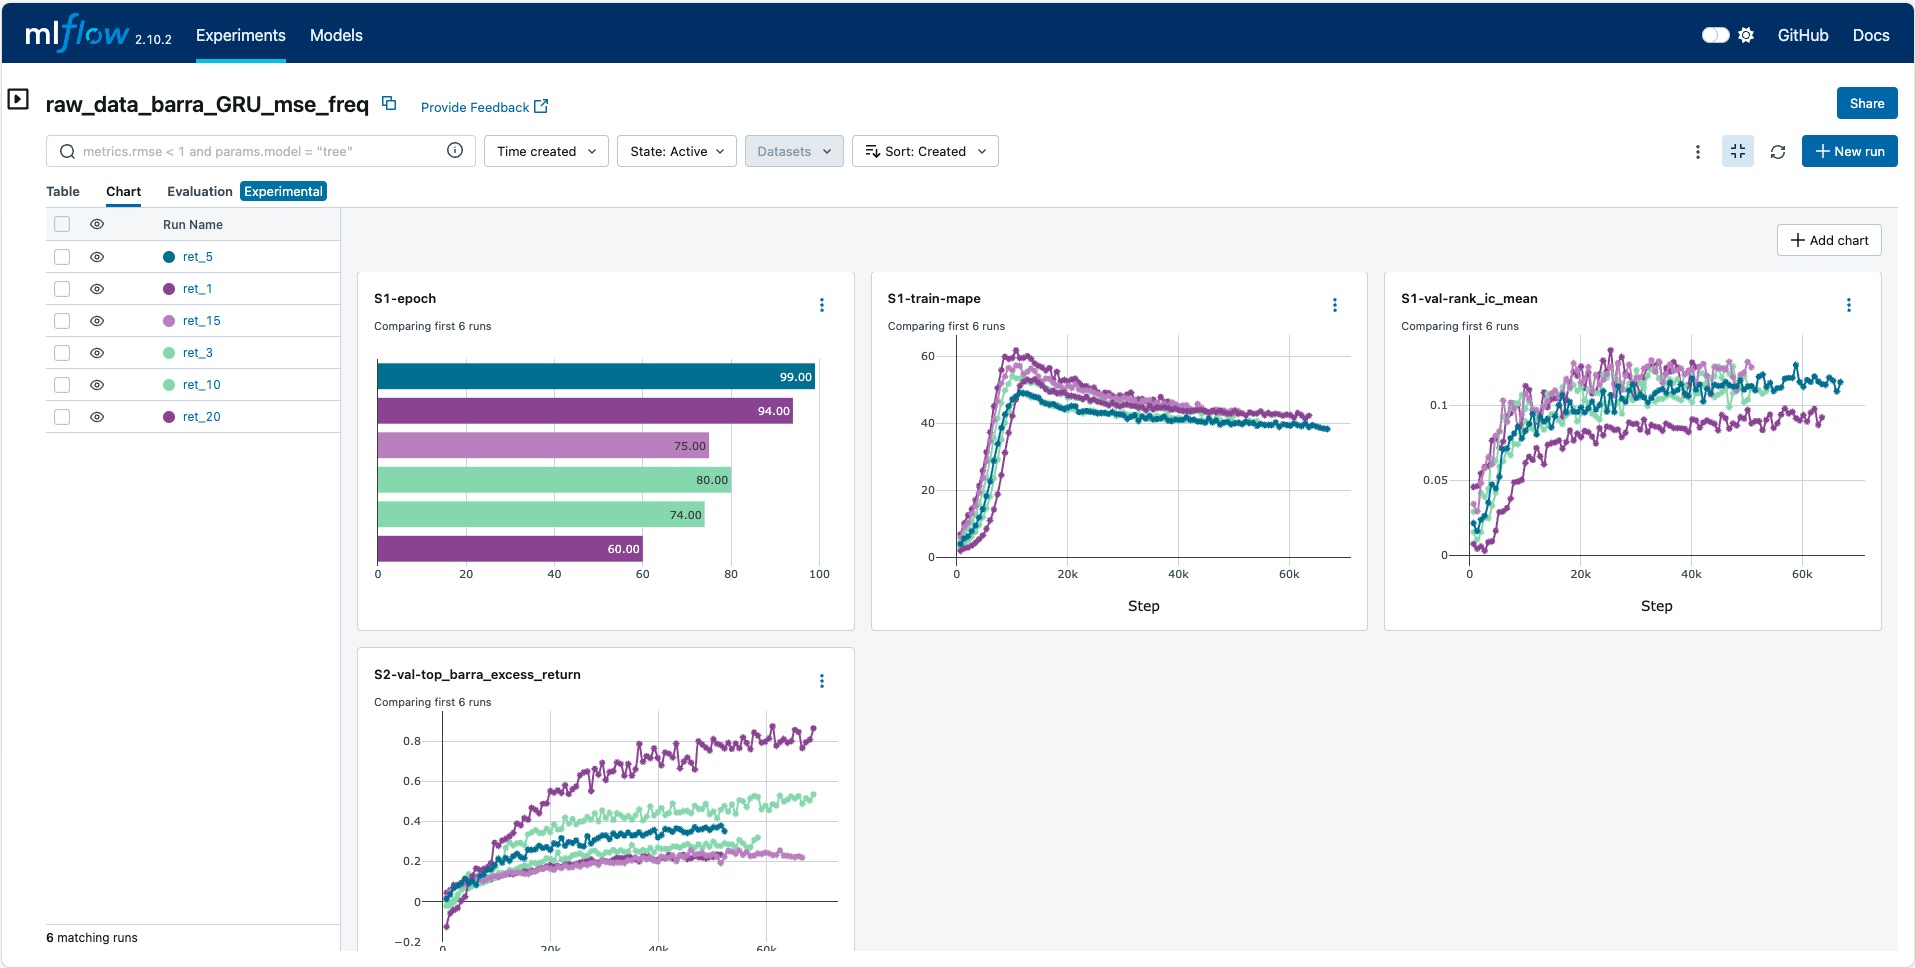 mlflow 2.10.2 Experiments Models GitHub Docs
raw_data_barra_GRU_mse_freq Provide Feedback Share
metrics.rmse < 1 and params.model = "tree" Time created State: Active Datasets Sort: Created New run
Table Chart Evaluation Experimental
Run Name
ret_5
ret_1
ret_15
ret_3
ret_10
ret_20
6 matching runs
Add chart
S1-epoch
Comparing first 6 runs
99.00
94.00
75.00
80.00
74.00
60.00
0 20 40 60 80 100
S1-train-mape
Comparing first 6 runs
60
40
20
0
0 20k 40k 60k
Step
S1-val-rank_ic_mean
Comparing first 6 runs
0.1
0.05
0
0 20k 40k 60k
Step
S2-val-top_barra_excess_return
Comparing first 6 runs
0.8
0.6
0.4
0.2
0
−0.2
0 20k 40k 60k